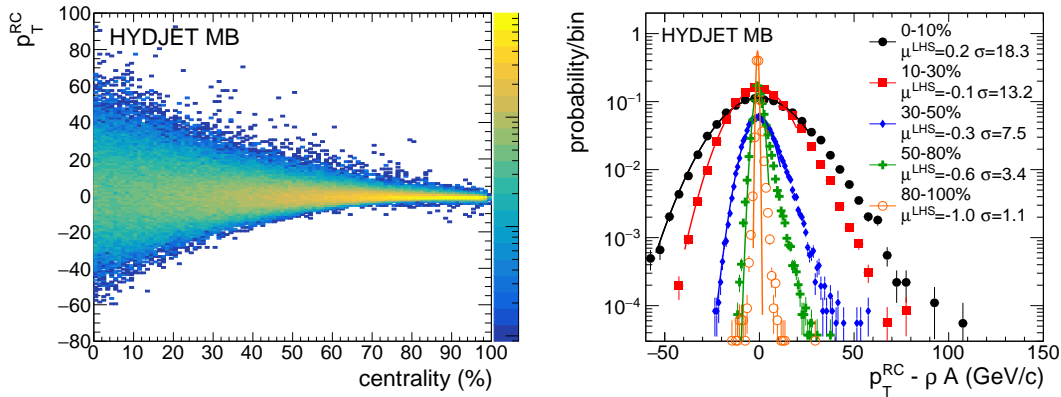 HYDJET MB
p_T^RC
100
80
60
40
20
0
−20
−40
−60
−80
0 10 20 30 40 50 60 70 80 90 100
centrality (%)
HYDJET MB
probability/bin
1
10⁻¹
10⁻²
10⁻³
10⁻⁴
0-10%
μ^LHS=0.2 σ=18.3
10-30%
μ^LHS=-0.1 σ=13.2
30-50%
μ^LHS=-0.3 σ=7.5
50-80%
μ^LHS=-0.6 σ=3.4
80-100%
μ^LHS=-1.0 σ=1.1
−50 0 50 100 150
p_T^RC - ρ A (GeV/c)